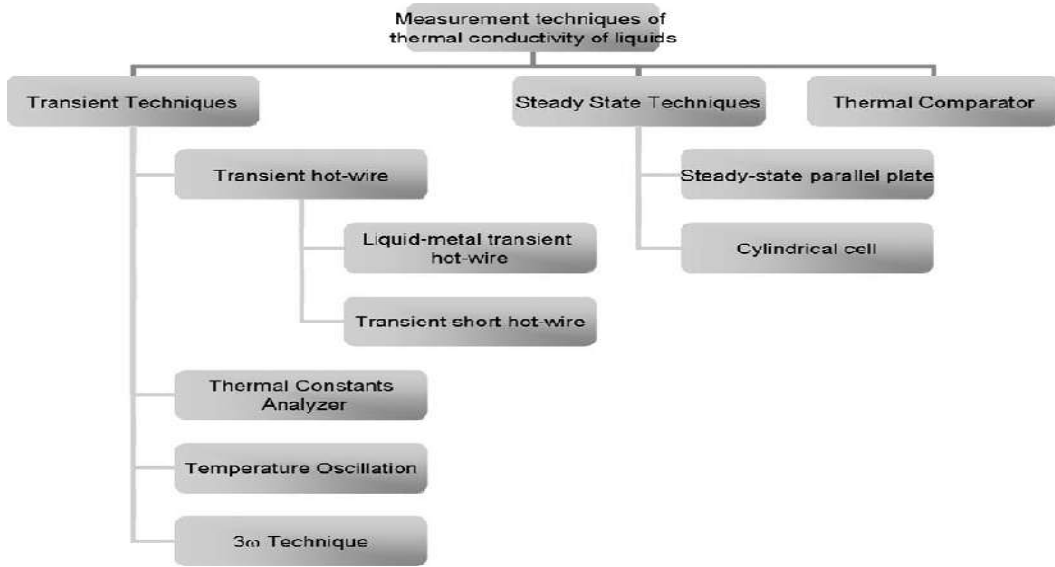 Measurement techniques of
thermal conductivity of liquids
Transient Techniques
Steady State Techniques
Thermal Comparator
Transient hot-wire
Steady-state parallel plate
Liquid-metal transient
hot-wire
Cylindrical cell
Transient short hot-wire
Thermal Constants
Analyzer
Temperature Oscillation
3ω Technique